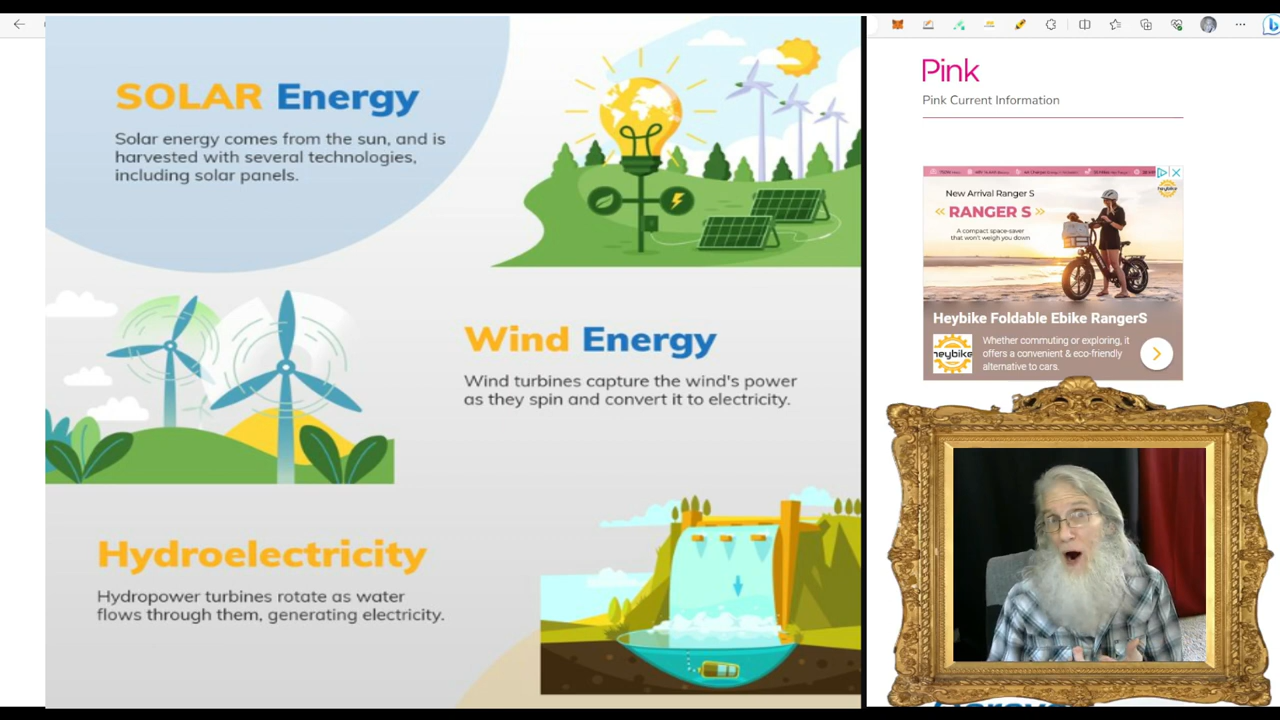 SOLAR Energy
Solar energy comes from the sun, and is
harvested with several technologies,
including solar panels.
Wind Energy
Wind turbines capture the wind's power
as they spin and convert it to electricity.
Hydroelectricity
Hydropower turbines rotate as water
flows through them, generating electricity.
Pink
Pink Current Information
New Arrival Ranger S
« RANGER S »
A compact space-saver
that won't weigh you down
heybike
Heybike Foldable Ebike RangerS
heybike
Whether commuting or exploring, it
offers a convenient & eco-friendly
alternative to cars.